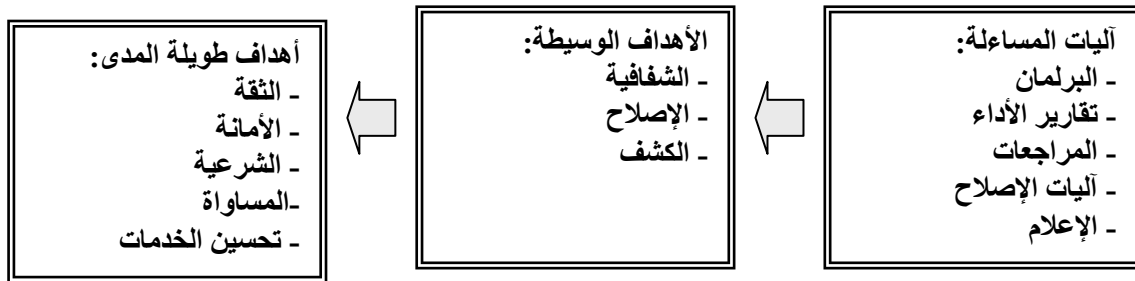 آليات المساءلة:
- البرلمان
- تقارير الأداء
- المراجعات
- آليات الإصلاح
- الإعلام
الأهداف الوسيطة:
- الشفافية
- الإصلاح
- الكشف
أهداف طويلة المدى:
- الثقة
- الأمانة
- الشرعية
-المساواة
- تحسين الخدمات